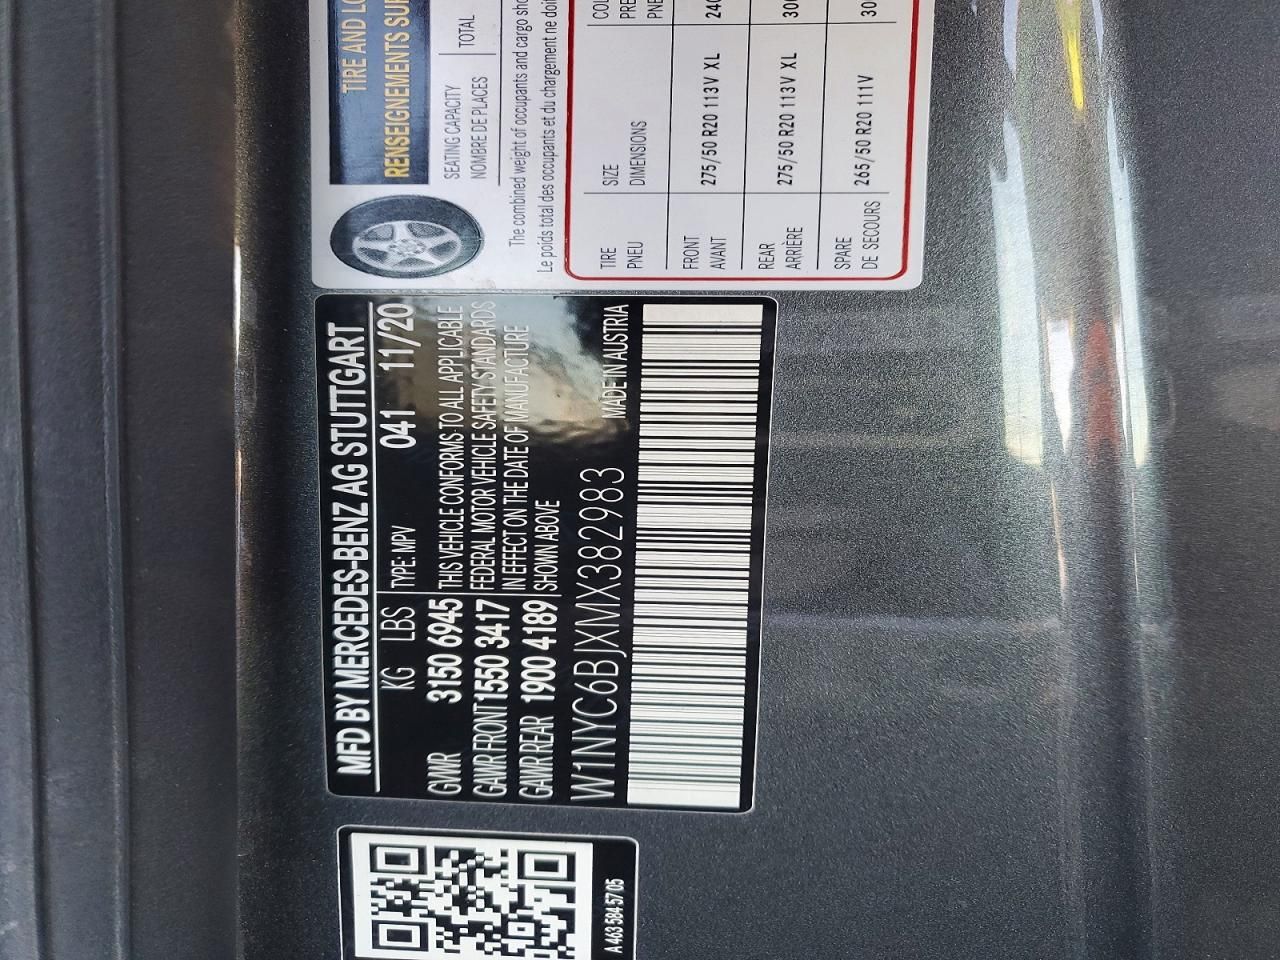 MFD BY MERCEDES-BENZ AG STUTTGART
KG LBS TYPE: MPV 041 11/20
GVWR 3150 6945 THIS VEHICLE CONFORMS TO ALL APPLICABLE
GAWR FRONT 1550 3417 FEDERAL MOTOR VEHICLE SAFETY STANDARDS
GAWR REAR 1900 4189 IN EFFECT ON THE DATE OF MANUFACTURE
SHOWN ABOVE
W1NYC6BJXMX382983 MADE IN AUSTRIA
A 463 584 57 05
TIRE AND
RENSEIGNEMENTS
SEATING CAPACITY TOTAL
NOMBRE DE PLACES
The combined weight of occupants and cargo
Le poids total des occupants et du chargement ne
TIRE SIZE
PNEU DIMENSIONS
FRONT 275/50 R20 113V XL
AVANT
REAR 275/50 R20 113V XL
ARRIÈRE
SPARE 265/50 R20 111V
DE SECOURS